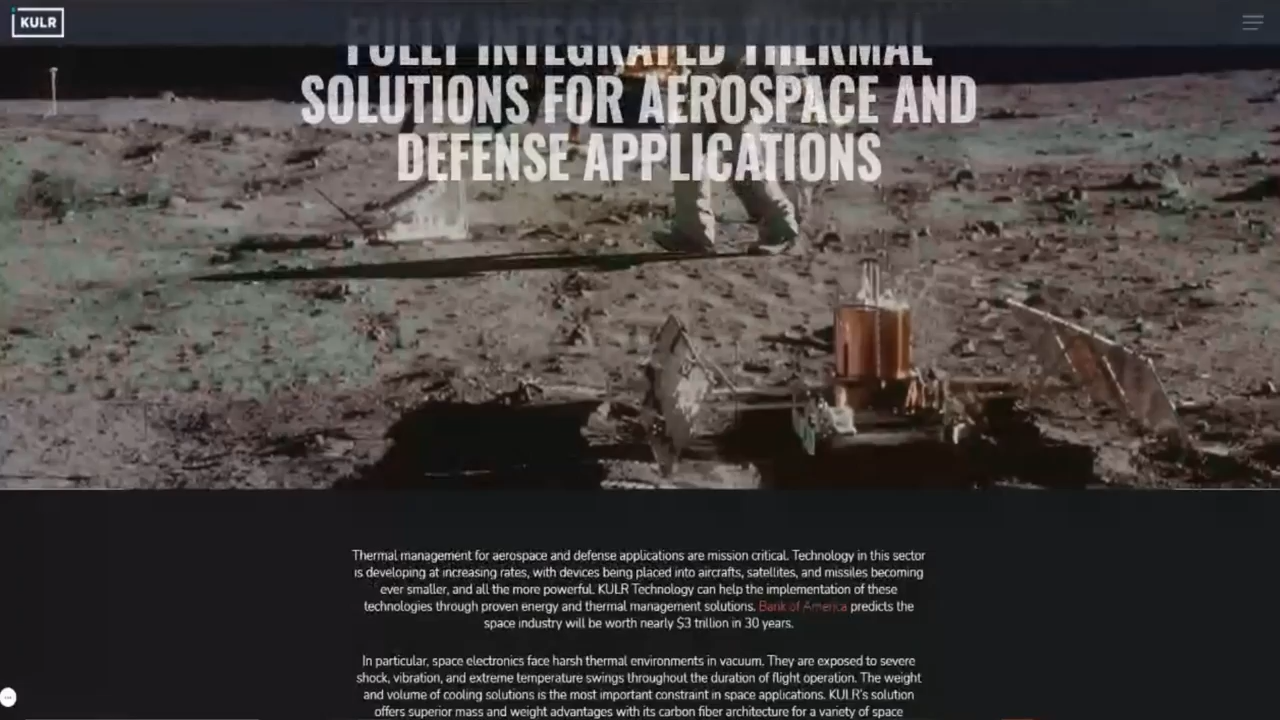 KULR
FULLY INTEGRATED THERMAL
SOLUTIONS FOR AEROSPACE AND
DEFENSE APPLICATIONS
Thermal management for aerospace and defense applications are mission critical. Technology in this sector
is developing at increasing rates, with devices being placed into aircrafts, satellites, and missiles becoming
ever smaller, and all the more powerful. KULR Technology can help the implementation of these
technologies through proven energy and thermal management solutions. Bank of America predicts the
space industry will be worth nearly $3 trillion in 30 years.
In particular, space electronics face harsh thermal environments in vacuum. They are exposed to severe
shock, vibration, and extreme temperature swings throughout the duration of flight operation. The weight
and volume of cooling solutions is the most important constraint in space applications. KULR's solution
offers superior mass and weight advantages with its carbon fiber architecture for a variety of space